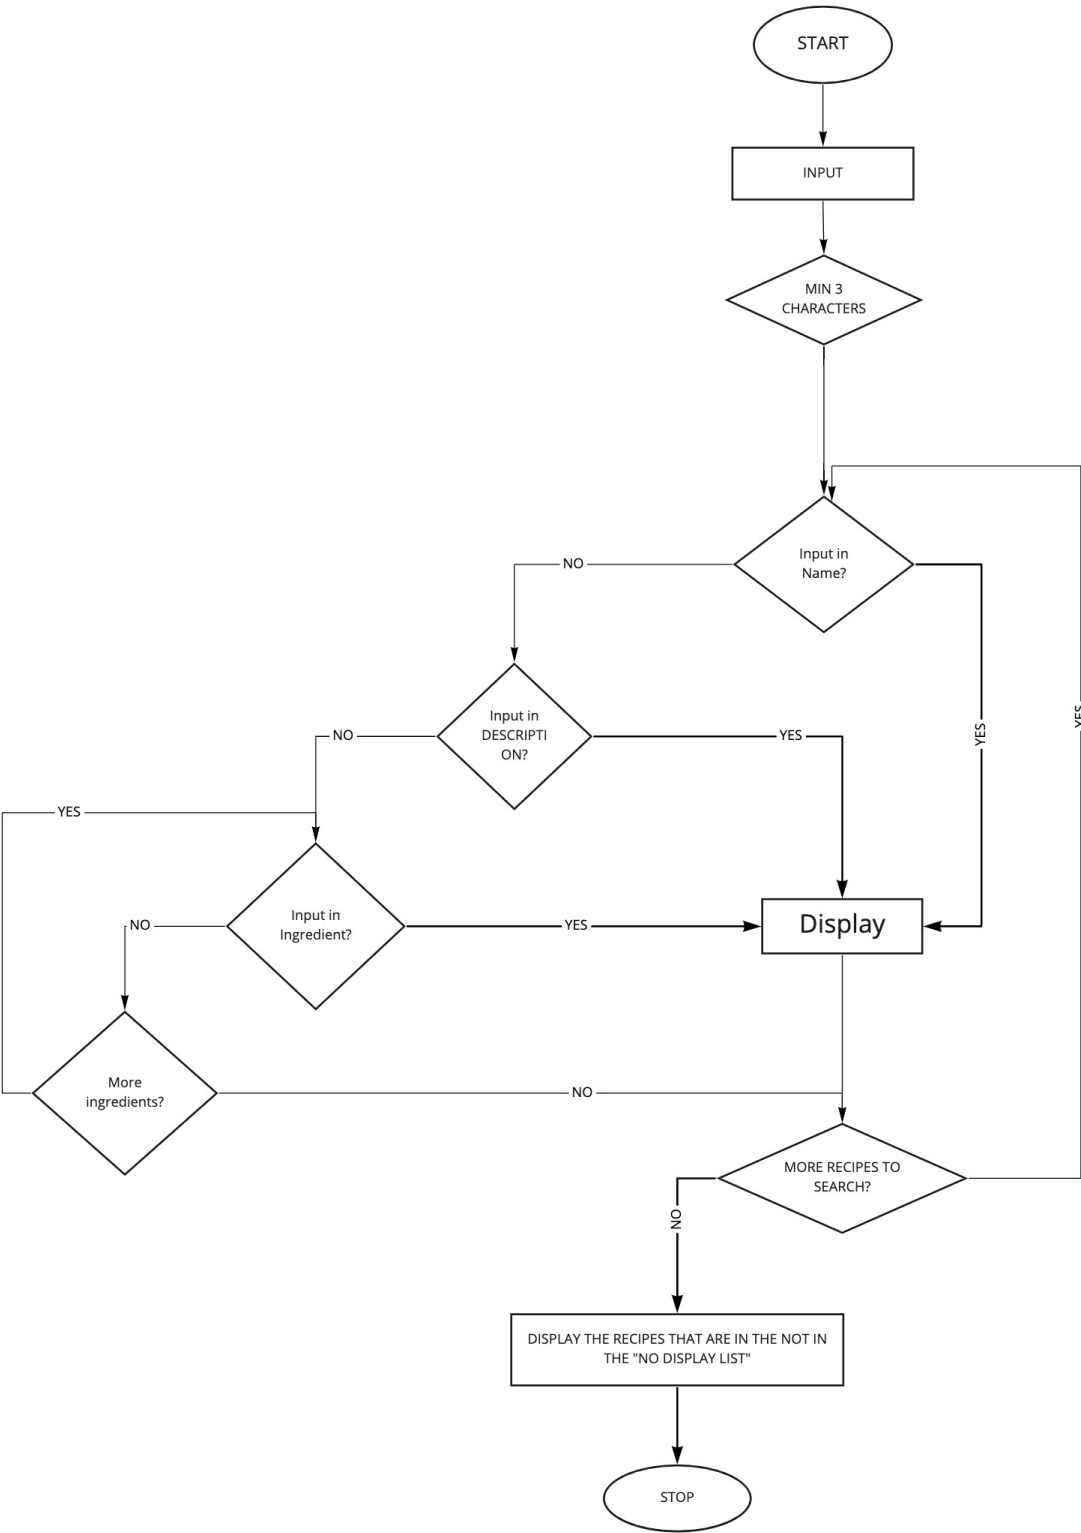 START
INPUT
MIN 3
CHARACTERS
Input in
Name?
NO
YES
YES
Input in
DESCRIPTI
ON?
NO
YES
YES
Input in
Ingredient?
NO
YES
Display
More
ingredients?
NO
MORE RECIPES TO
SEARCH?
NO
DISPLAY THE RECIPES THAT ARE IN THE NOT IN
THE "NO DISPLAY LIST"
STOP